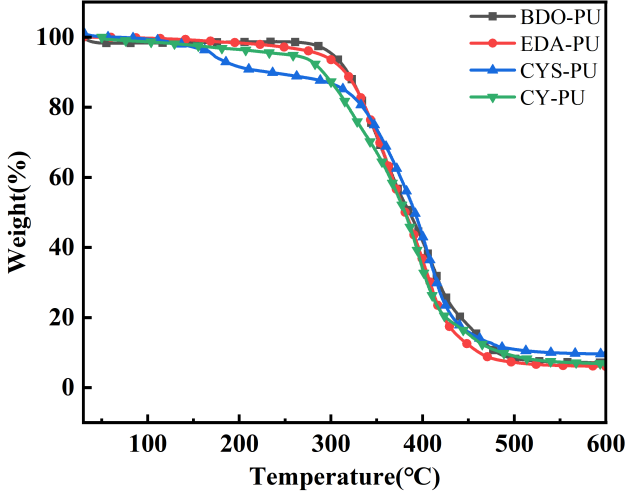 BDO-PU
EDA-PU
CYS-PU
CY-PU
100
80
60
40
20
0
Weight(%)
100
200
300
400
500
600
Temperature(℃)